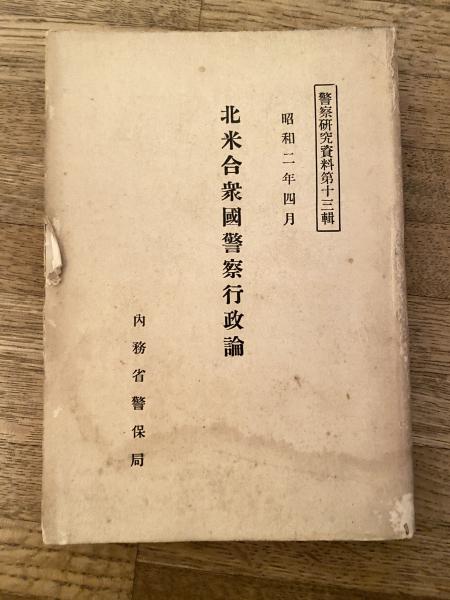 警察研究資料第十三輯
昭和二年四月
北米合衆國警察行政論
內務省警保局